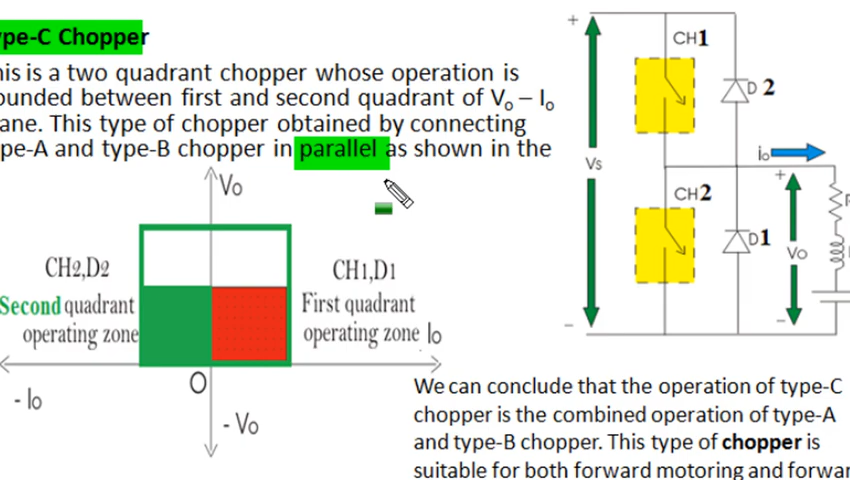 ype-C Chopper
his is a two quadrant chopper whose operation is
ounded between first and second quadrant of Vo – Io
ane. This type of chopper obtained by connecting
pe-A and type-B chopper in parallel as shown in the
Vo
CH2,D2
Second quadrant
operating zone
CH1,D1
First quadrant
operating zone Io
O
- Io
- Vo
+
CH1
D 2
io
Vs
+
CH2
R
D1
Vo
-
-
We can conclude that the operation of type-C
chopper is the combined operation of type-A
and type-B chopper. This type of chopper is
suitable for both forward motoring and forwar